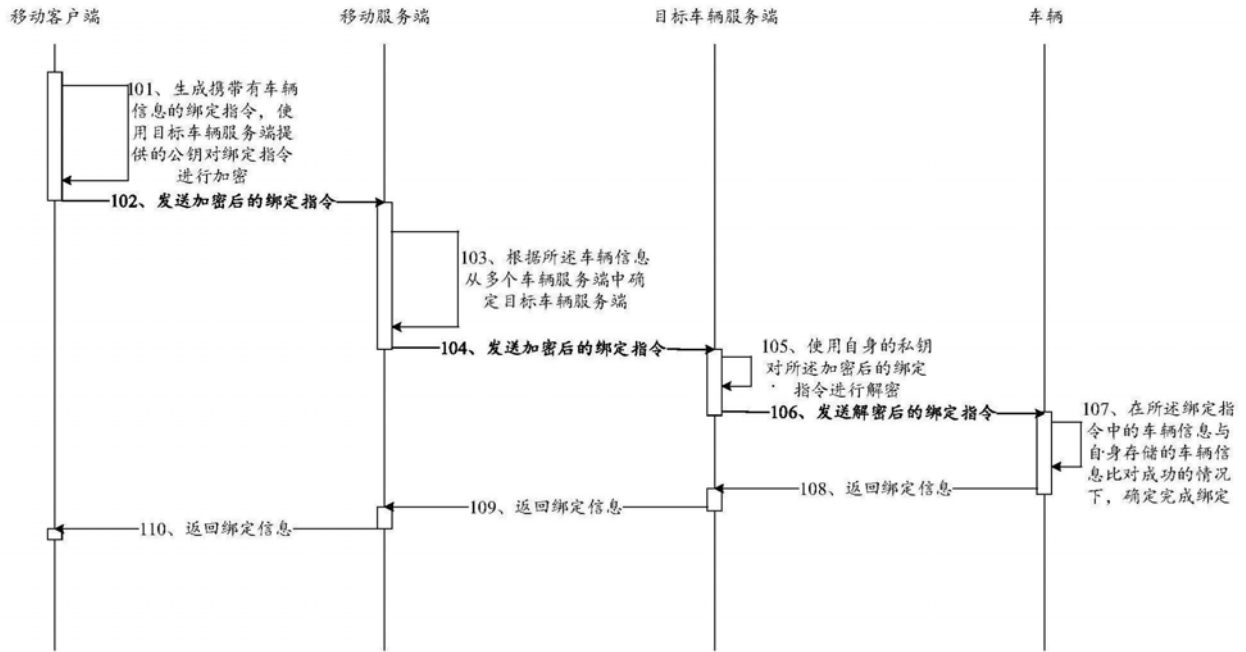 移动客户端
移动服务端
目标车辆服务端
车辆
101、生成携带有车辆
信息的绑定指令，使
用目标车辆服务端提
供的公钥对绑定指令
进行加密
102、发送加密后的绑定指令
103、根据所述车辆信息
从多个车辆服务端中确
定目标车辆服务端
104、发送加密后的绑定指令
105、使用自身的私钥
对所述加密后的绑定
指令进行解密
106、发送解密后的绑定指令
107、在所述绑定指
令中的车辆信息与
自身存储的车辆信
息比对成功的情况
下，确定完成绑定
108、返回绑定信息
109、返回绑定信息
110、返回绑定信息